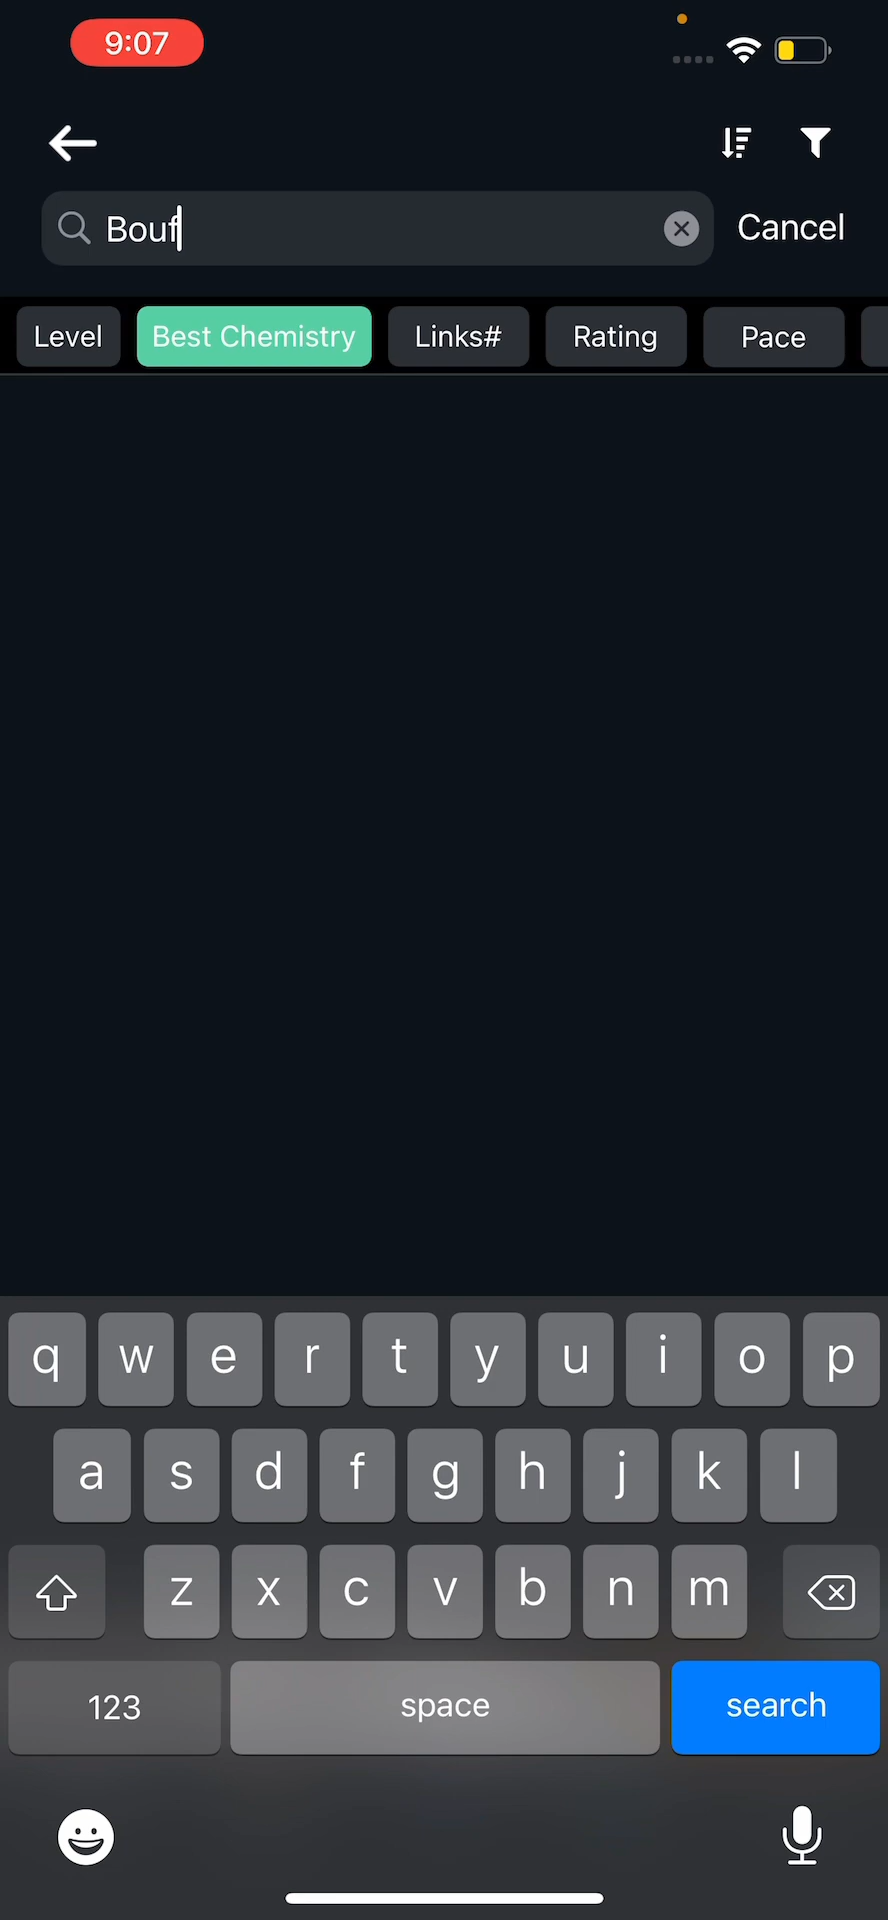 9:07
Bouf
Cancel
Level Best Chemistry Links# Rating Pace
q w e r t y u i o p
a s d f g h j k l
z x c v b n m
123 space search